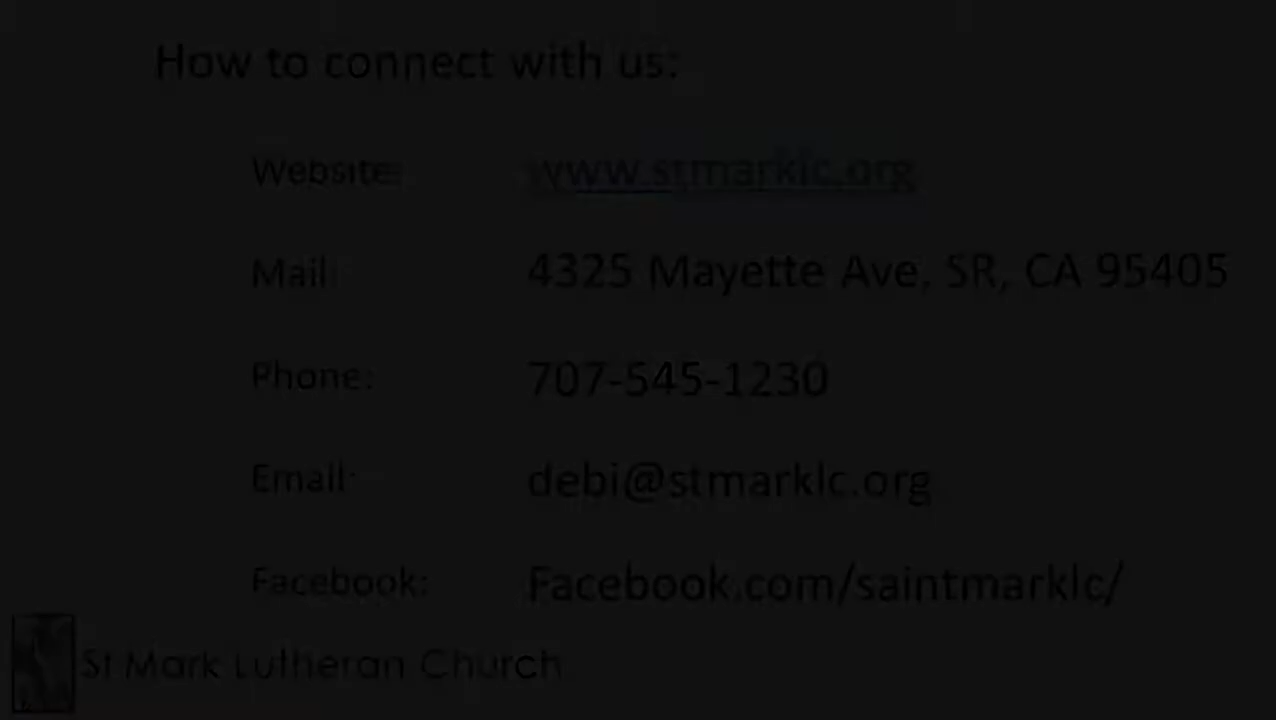 How to connect with us:
Website: www.stmarklc.org
Mail: 4325 Mayette Ave, SR, CA 95405
Phone: 707-545-1230
Email: debi@stmarklc.org
Facebook: Facebook.com/saintmarklc/
St Mark Lutheran Church